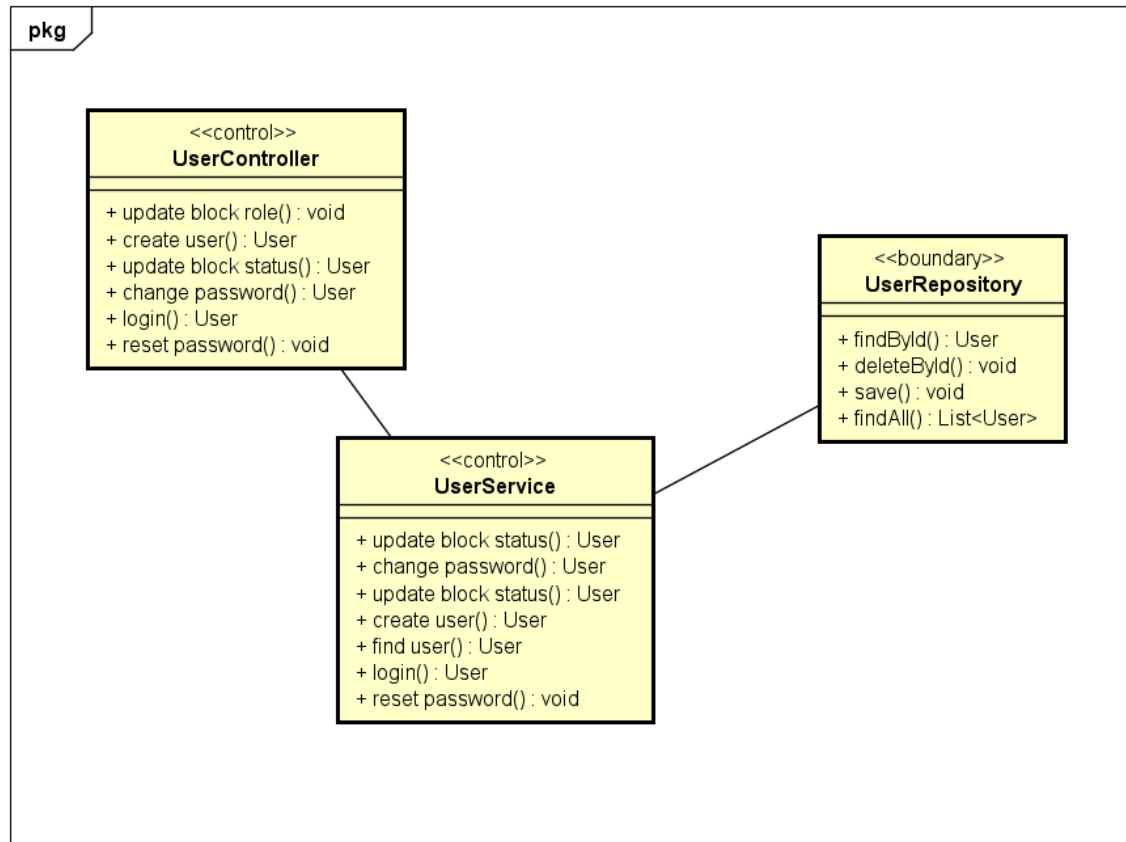 pkg
<<control>>
UserController
+ update block role() : void
+ create user() : User
+ update block status() : User
+ change password() : User
+ login() : User
+ reset password() : void
<<boundary>>
UserRepository
+ findById() : User
+ deleteById() : void
+ save() : void
+ findAll() : List<User>
<<control>>
UserService
+ update block status() : User
+ change password() : User
+ update block status() : User
+ create user() : User
+ find user() : User
+ login() : User
+ reset password() : void